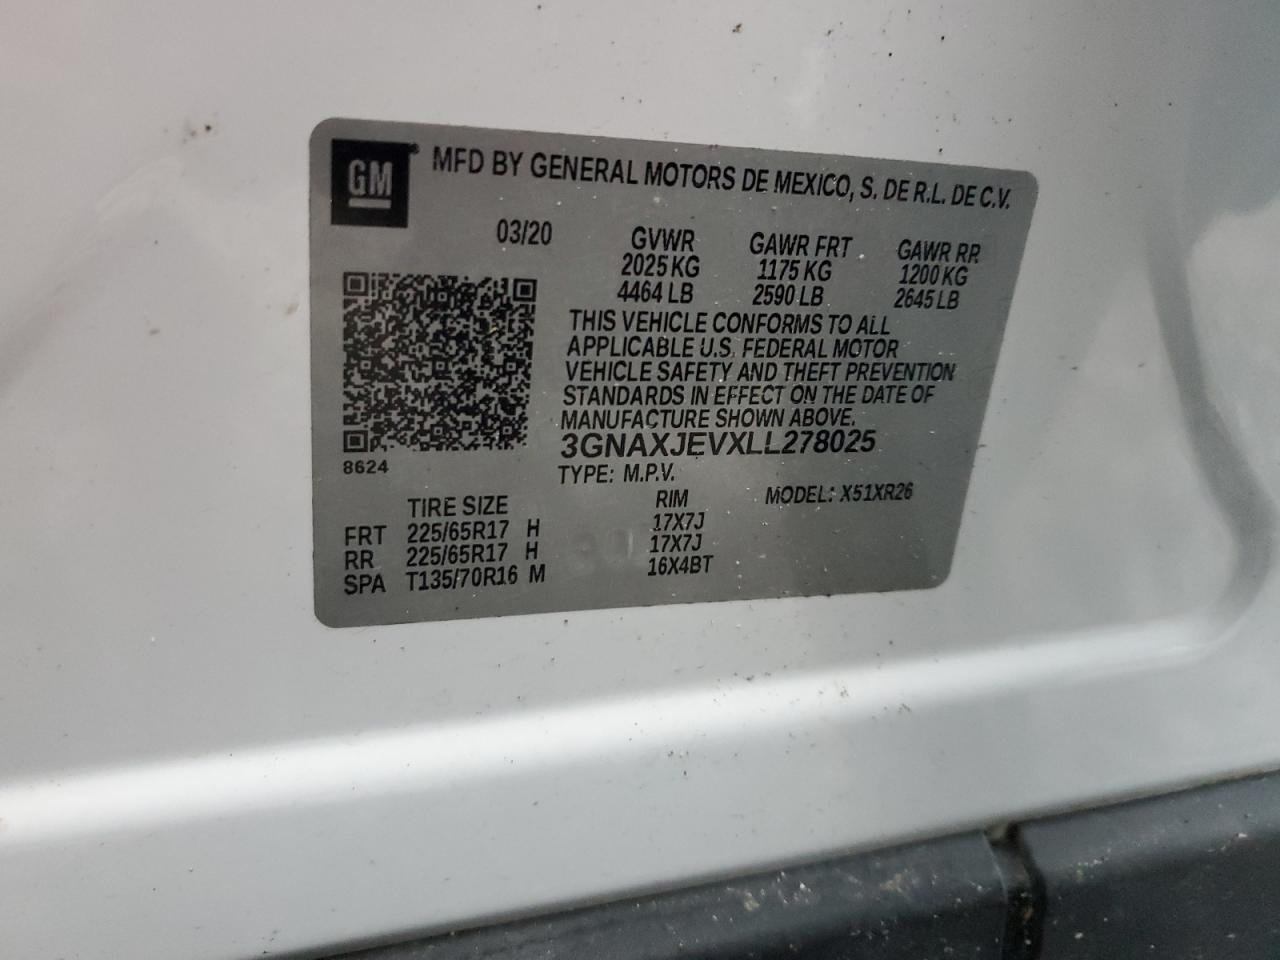 GM® MFD BY GENERAL MOTORS DE MEXICO, S. DE R.L. DE C.V.
03/20 GVWR GAWR FRT GAWR RR
2025 KG 1175 KG 1200 KG
4464 LB 2590 LB 2645 LB
THIS VEHICLE CONFORMS TO ALL
APPLICABLE U.S. FEDERAL MOTOR
VEHICLE SAFETY AND THEFT PREVENTION
STANDARDS IN EFFECT ON THE DATE OF
MANUFACTURE SHOWN ABOVE.
3GNAXJEVXLL278025
8624
TYPE: M.P.V.
TIRE SIZE RIM MODEL: X51XR26
FRT 225/65R17 H 17X7J
RR 225/65R17 H 17X7J
SPA T135/70R16 M 16X4BT